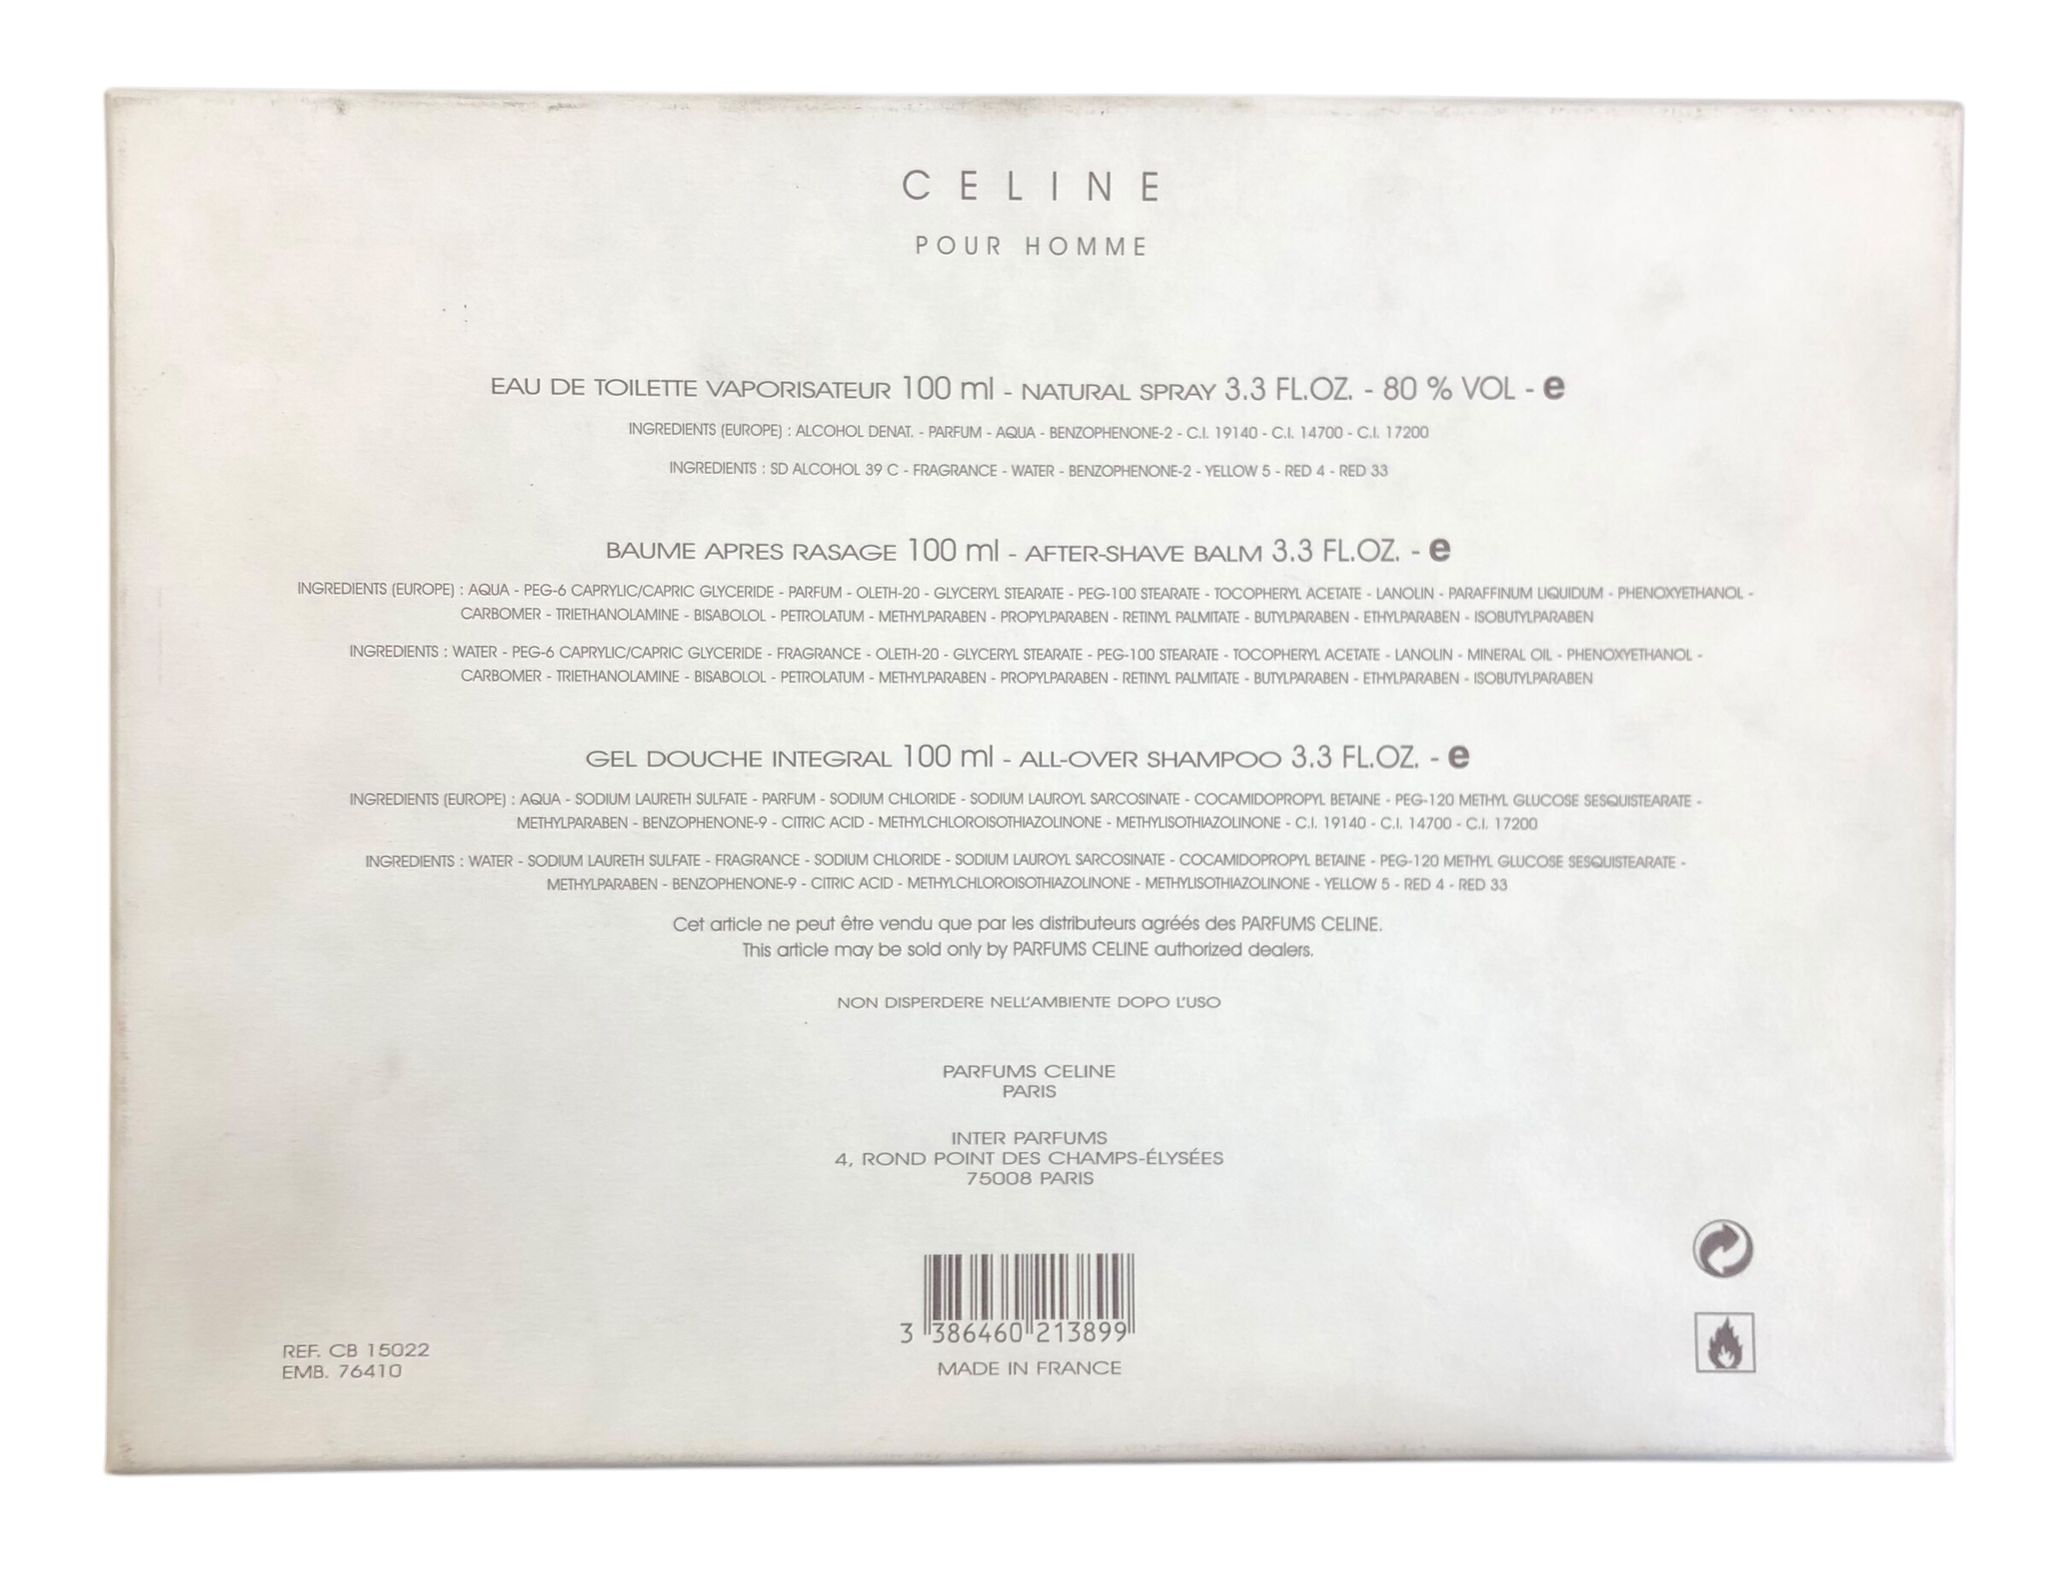 CELINE
POUR HOMME
EAU DE TOILETTE VAPORISATEUR 100 ml - NATURAL SPRAY 3.3 FL.OZ. - 80 % VOL - e
INGREDIENTS (EUROPE) : ALCOHOL DENAT. - PARFUM - AQUA - BENZOPHENONE-2 - C.I. 19140 - C.I. 14700 - C.I. 17200
INGREDIENTS : SD ALCOHOL 39 C - FRAGRANCE - WATER - BENZOPHENONE-2 - YELLOW 5 - RED 4 - RED 33
BAUME APRES RASAGE 100 ml - AFTER-SHAVE BALM 3.3 FL.OZ. - e
INGREDIENTS (EUROPE) : AQUA - PEG-6 CAPRYLIC/CAPRIC GLYCERIDE - PARFUM - OLETH-20 - GLYCERYL STEARATE - PEG-100 STEARATE - TOCOPHERYL ACETATE - LANOLIN - PARAFFINUM LIQUIDUM - PHENOXYETHANOL -
CARBOMER - TRIETHANOLAMINE - BISABOLOL - PETROLATUM - METHYLPARABEN - PROPYLPARABEN - RETINYL PALMITATE - BUTYLPARABEN - ETHYLPARABEN - ISOBUTYLPARABEN
INGREDIENTS : WATER - PEG-6 CAPRYLIC/CAPRIC GLYCERIDE - FRAGRANCE - OLETH-20 - GLYCERYL STEARATE - PEG-100 STEARATE - TOCOPHERYL ACETATE - LANOLIN - MINERAL OIL - PHENOXYETHANOL -
CARBOMER - TRIETHANOLAMINE - BISABOLOL - PETROLATUM - METHYLPARABEN - PROPYLPARABEN - RETINYL PALMITATE - BUTYLPARABEN - ETHYLPARABEN - ISOBUTYLPARABEN
GEL DOUCHE INTEGRAL 100 ml - ALL-OVER SHAMPOO 3.3 FL.OZ. - e
INGREDIENTS (EUROPE) : AQUA - SODIUM LAURETH SULFATE - PARFUM - SODIUM CHLORIDE - SODIUM LAUROYL SARCOSINATE - COCAMIDOPROPYL BETAINE - PEG-120 METHYL GLUCOSE SESQUISTEARATE -
METHYLPARABEN - BENZOPHENONE-9 - CITRIC ACID - METHYLCHLOROISOTHIAZOLINONE - METHYLISOTHIAZOLINONE - C.I. 19140 - C.I. 14700 - C.I. 17200
INGREDIENTS : WATER - SODIUM LAURETH SULFATE - FRAGRANCE - SODIUM CHLORIDE - SODIUM LAUROYL SARCOSINATE - COCAMIDOPROPYL BETAINE - PEG-120 METHYL GLUCOSE SESQUISTEARATE -
METHYLPARABEN - BENZOPHENONE-9 - CITRIC ACID - METHYLCHLOROISOTHIAZOLINONE - METHYLISOTHIAZOLINONE - YELLOW 5 - RED 4 - RED 33
Cet article ne peut être vendu que par les distributeurs agréés des PARFUMS CELINE.
This article may be sold only by PARFUMS CELINE authorized dealers.
NON DISPERDERE NELL'AMBIENTE DOPO L'USO
PARFUMS CELINE
PARIS
INTER PARFUMS
4, ROND POINT DES CHAMPS-ÉLYSÉES
75008 PARIS
3 386460 213899
MADE IN FRANCE
REF. CB 15022
EMB. 76410